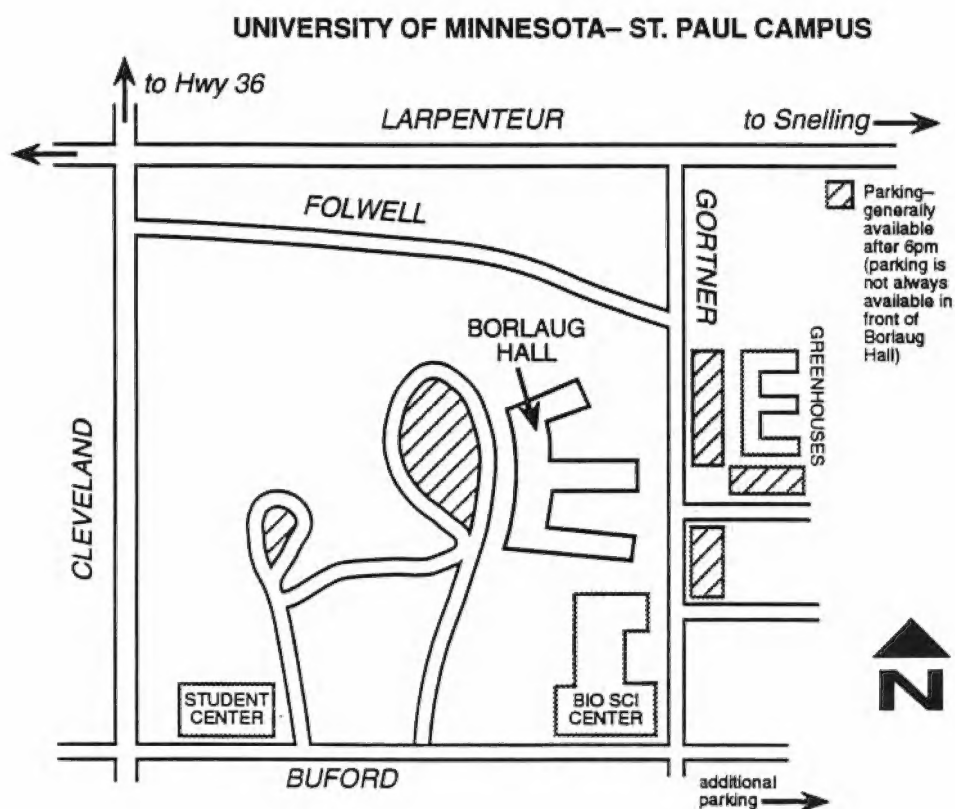 UNIVERSITY OF MINNESOTA– ST. PAUL CAMPUS
to Hwy 36
LARPENTEUR
to Snelling
FOLWELL
GORTNER
Parking–
generally
available
after 6pm
(parking is
not always
available in
front of
Borlaug
Hall)
BORLAUG
HALL
GREENHOUSES
CLEVELAND
STUDENT
CENTER
BIO SCI
CENTER
N
BUFORD
additional
parking